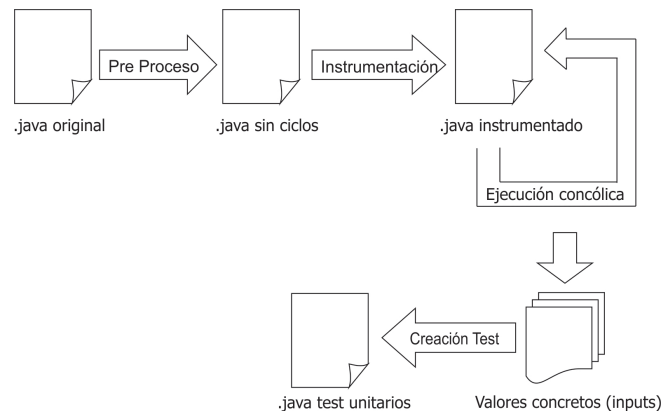 Pre Proceso
Instrumentación
.java original
.java sin ciclos
.java instrumentado
Ejecución concólica
Creación Test
.java test unitarios
Valores concretos (inputs)